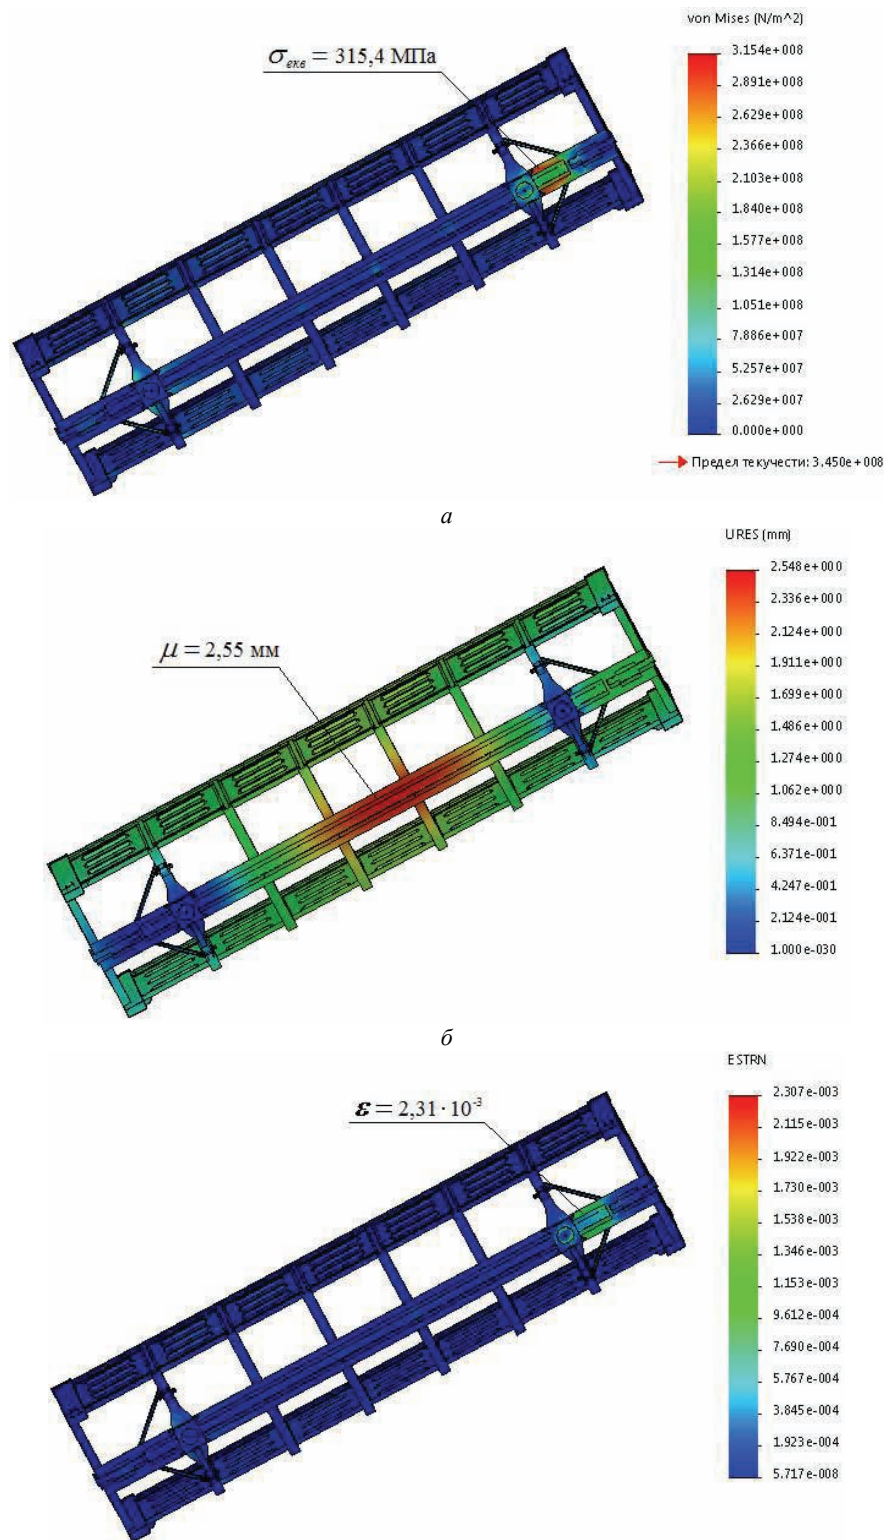 von Mises (N/m^2)
σекв = 315,4 МПа
3.154e+008
2.891e+008
2.629e+008
2.366e+008
2.103e+008
1.840e+008
1.577e+008
1.314e+008
1.051e+008
7.886e+007
5.257e+007
2.629e+007
0.000e+000
Предел текучести: 3.450e+008
а
URES (mm)
μ = 2,55 мм
2.548e+000
2.336e+000
2.124e+000
1.911e+000
1.699e+000
1.486e+000
1.274e+000
1.062e+000
8.494e-001
6.371e-001
4.247e-001
2.124e-001
1.000e-030
б
ESTRN
ε = 2,31 · 10-3
2.307e-003
2.115e-003
1.922e-003
1.730e-003
1.538e-003
1.346e-003
1.153e-003
9.612e-004
7.690e-004
5.767e-004
3.845e-004
1.923e-004
5.717e-008